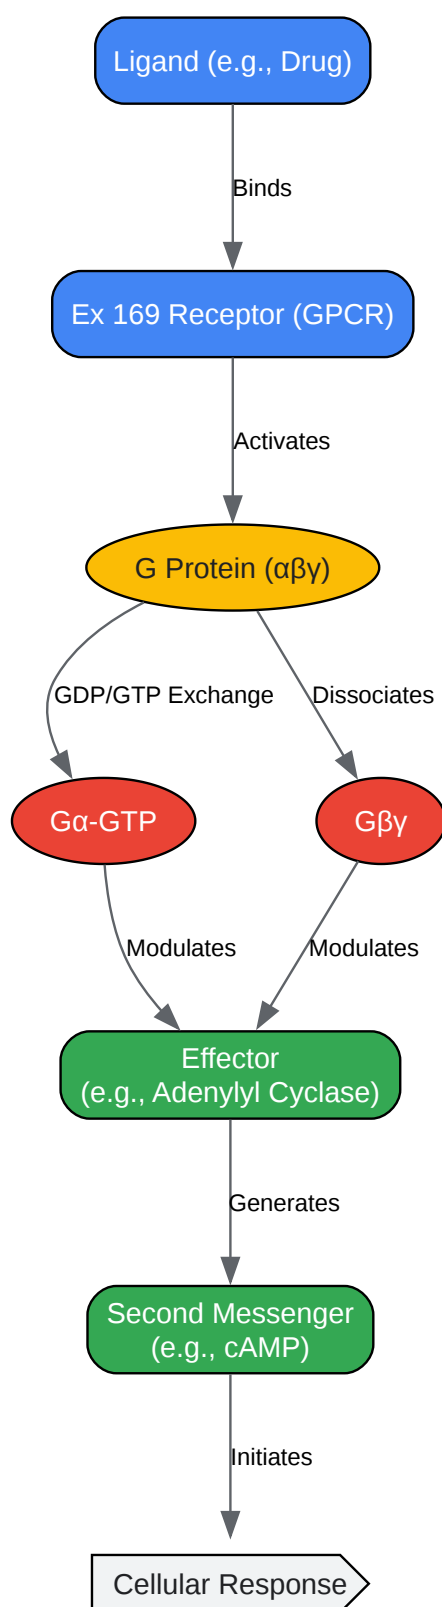 Ligand (e.g., Drug)
Binds
Ex 169 Receptor (GPCR)
Activates
G Protein (αβγ)
GDP/GTP Exchange
Dissociates
Gα-GTP
Gβγ
Modulates
Modulates
Effector
(e.g., Adenylyl Cyclase)
Generates
Second Messenger
(e.g., cAMP)
Initiates
Cellular Response